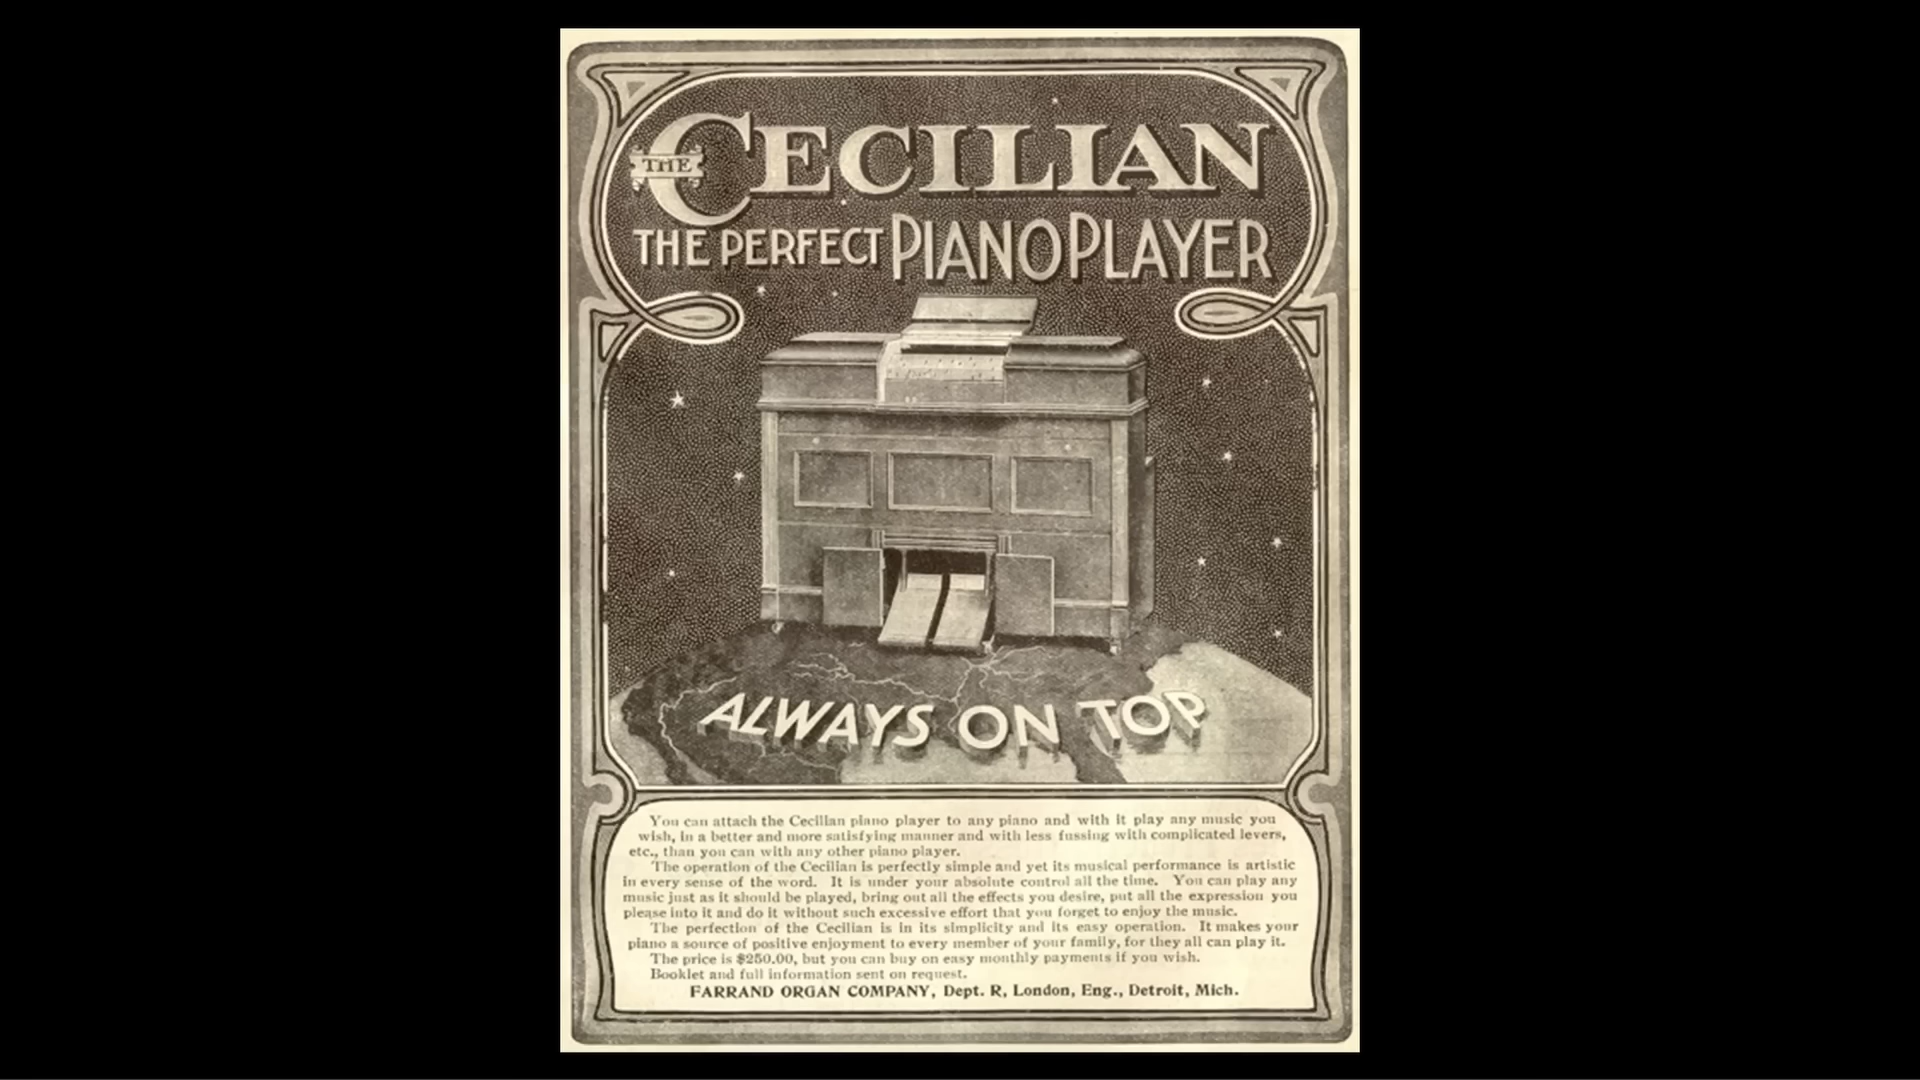 THE CECILIAN
THE PERFECT PIANO PLAYER
ALWAYS ON TOP
You can attach the Cecilian piano player to any piano and with it play any music you
wish, in a better and more satisfying manner and with less fussing with complicated levers,
etc., than you can with any other piano player.
The operation of the Cecilian is perfectly simple and yet its musical performance is artistic
in every sense of the word. It is under your absolute control all the time. You can play any
music just as it should be played, bring out all the effects you desire, put all the expression you
please into it and do it without such excessive effort that you forget to enjoy the music.
The perfection of the Cecilian is in its simplicity and its easy operation. It makes your
piano a source of positive enjoyment to every member of your family, for they all can play it.
The price is $250.00, but you can buy on easy monthly payments if you wish.
Booklet and full information sent on request.
FARRAND ORGAN COMPANY, Dept. R, London, Eng., Detroit, Mich.